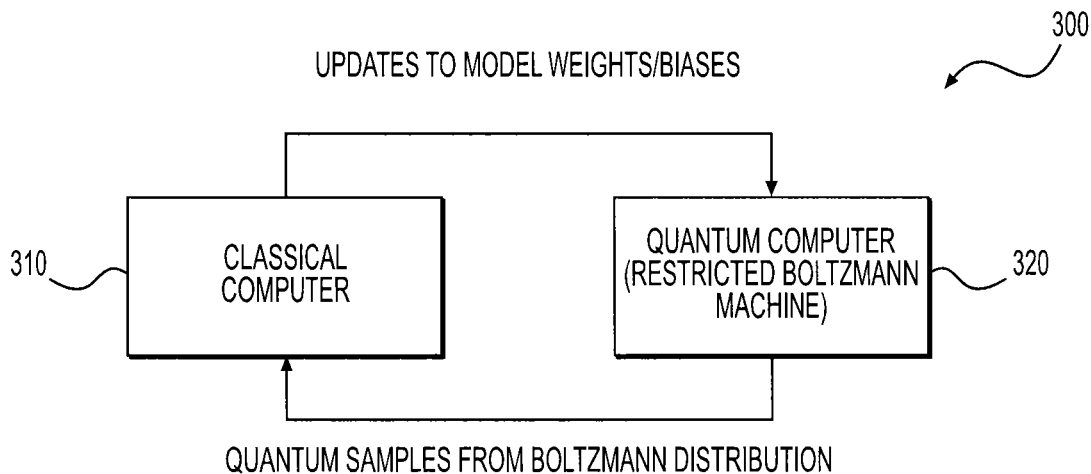 300
UPDATES TO MODEL WEIGHTS/BIASES
310
CLASSICAL
COMPUTER
QUANTUM COMPUTER
(RESTRICTED BOLTZMANN
MACHINE)
320
QUANTUM SAMPLES FROM BOLTZMANN DISTRIBUTION